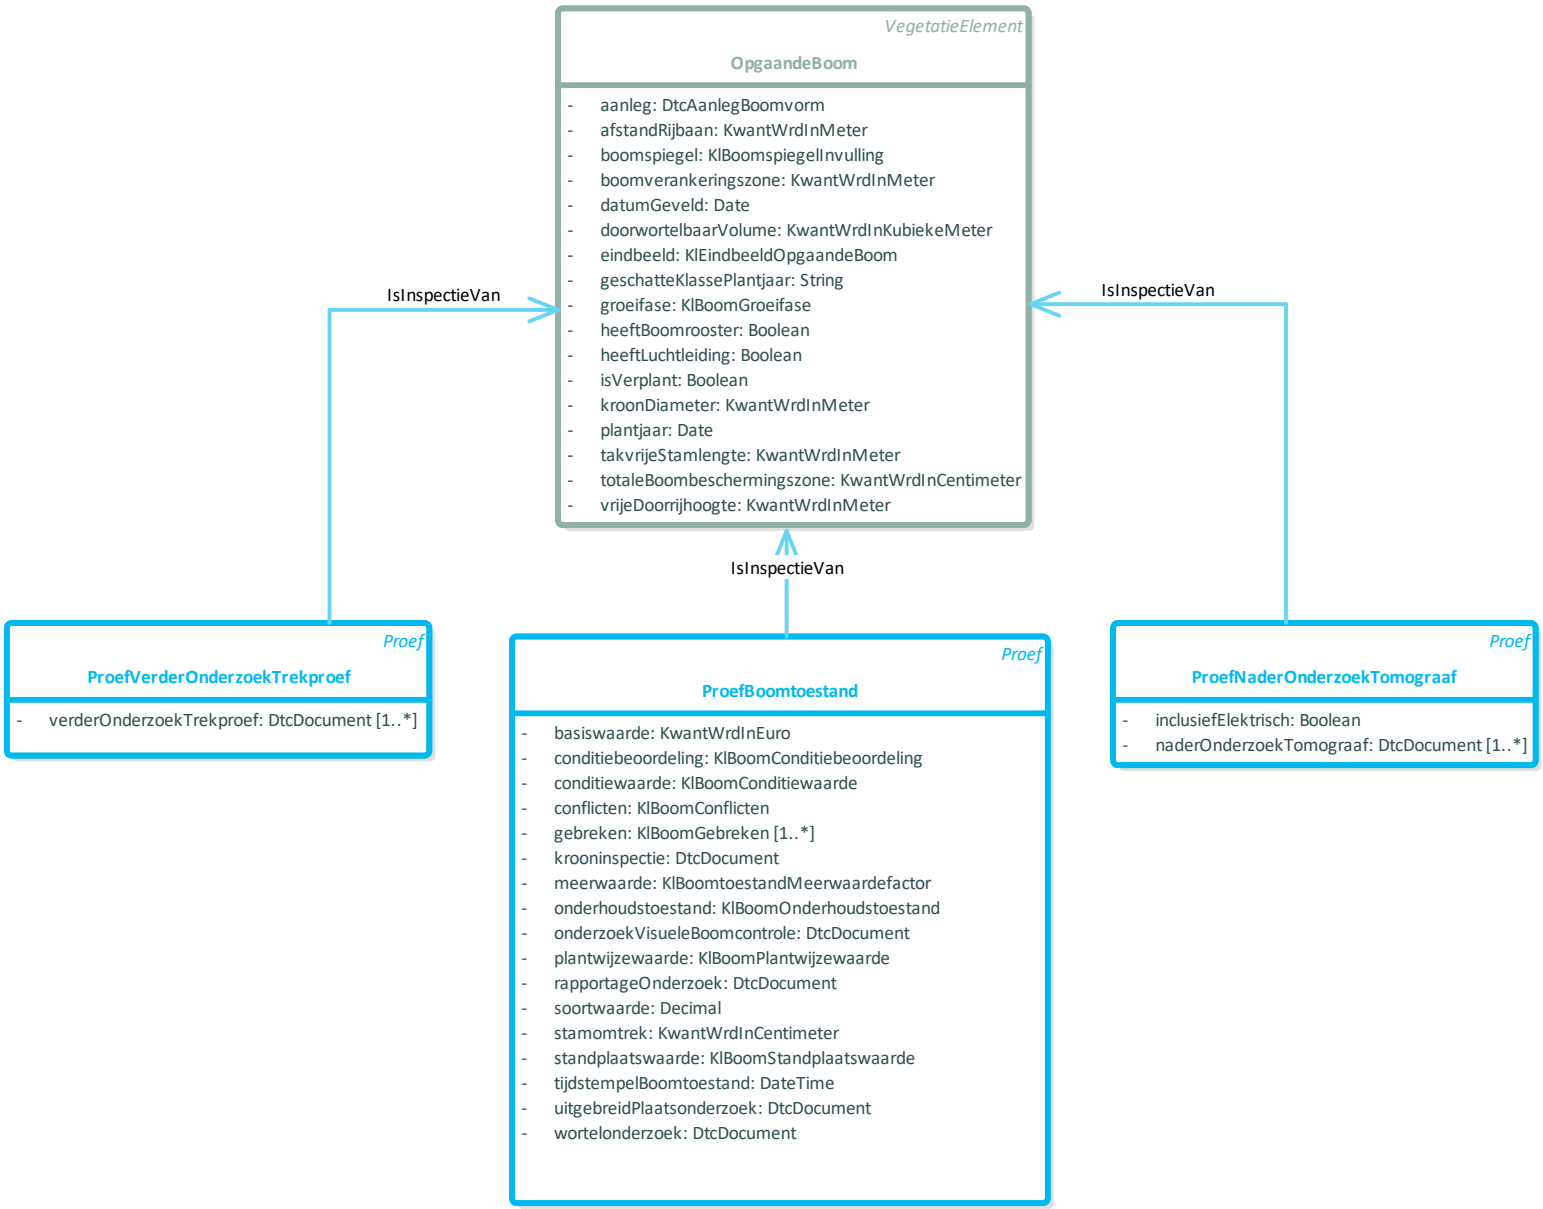 VegetatieElement
OpgaandeBoom
- aanleg: DtcAanlegBoomvorm
- afstandRijbaan: KwantWrdInMeter
- boomspiegel: KlBoomspiegelInvulling
- boomverankeringszone: KwantWrdInMeter
- datumGeveld: Date
- doorwortelbaarVolume: KwantWrdInKubiekeMeter
- eindbeeld: KlEindbeeldOpgaandeBoom
- geschatteKlassePlantjaar: String
- groeifase: KlBoomGroeifase
- heeftBoomrooster: Boolean
- heeftLuchtleiding: Boolean
- isVerplant: Boolean
- kroonDiameter: KwantWrdInMeter
- plantjaar: Date
- takvrijeStamlengte: KwantWrdInMeter
- totaleBoombeschermingszone: KwantWrdInCentimeter
- vrijeDoorrijhoogte: KwantWrdInMeter
IsInspectieVan
IsInspectieVan
IsInspectieVan
Proef
ProefVerderOnderzoekTrekproef
- verderOnderzoekTrekproef: DtcDocument [1..*]
Proef
ProefBoomtoestand
- basiswaarde: KwantWrdInEuro
- conditiebeoordeling: KlBoomConditiebeoordeling
- conditiewaarde: KlBoomConditiewaarde
- conflicten: KlBoomConflicten
- gebreken: KlBoomGebreken [1..*]
- krooninspectie: DtcDocument
- meerwaarde: KlBoomtoestandMeerwaardefactor
- onderhoudstoestand: KlBoomOnderhoudstoestand
- onderzoekVisueleBoomcontrole: DtcDocument
- plantwijzewaarde: KlBoomPlantwijzewaarde
- rapportageOnderzoek: DtcDocument
- soortwaarde: Decimal
- stamomtrek: KwantWrdInCentimeter
- standplaatswaarde: KlBoomStandplaatswaarde
- tijdstempelBoomtoestand: DateTime
- uitgebreidPlaatsonderzoek: DtcDocument
- wortelonderzoek: DtcDocument
Proef
ProefNaderOnderzoekTomograaf
- inclusiefElektrisch: Boolean
- naderOnderzoekTomograaf: DtcDocument [1..*]